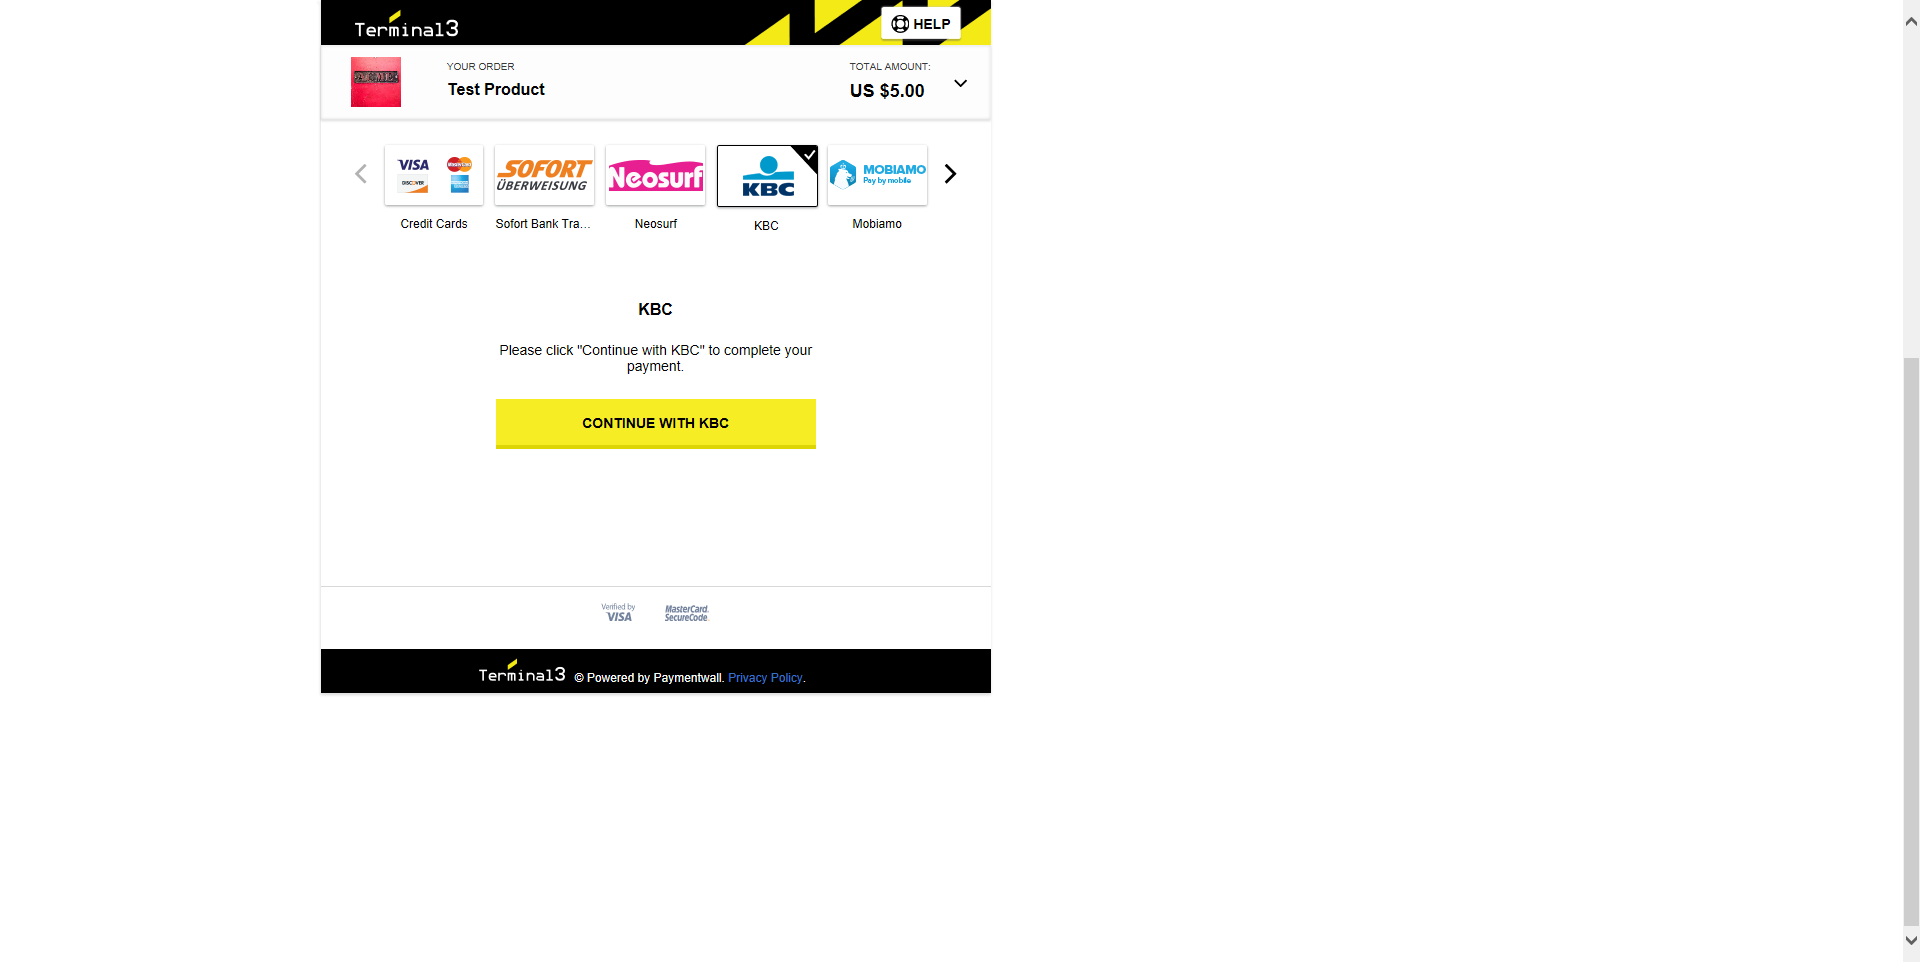 Terminal3
HELP
YOUR ORDER
Test Product
TOTAL AMOUNT:
US $5.00
VISA
MasterCard
DISCOVER
SOFORT
ÜBERWEISUNG
Neosurf
KBC
MOBIAMO
Pay by mobile
Credit Cards
Sofort Bank Tra...
Neosurf
KBC
Mobiamo
KBC
Please click "Continue with KBC" to complete your
payment.
CONTINUE WITH KBC
Verified by
VISA
MasterCard.
SecureCode.
Terminal3 © Powered by Paymentwall. Privacy Policy.